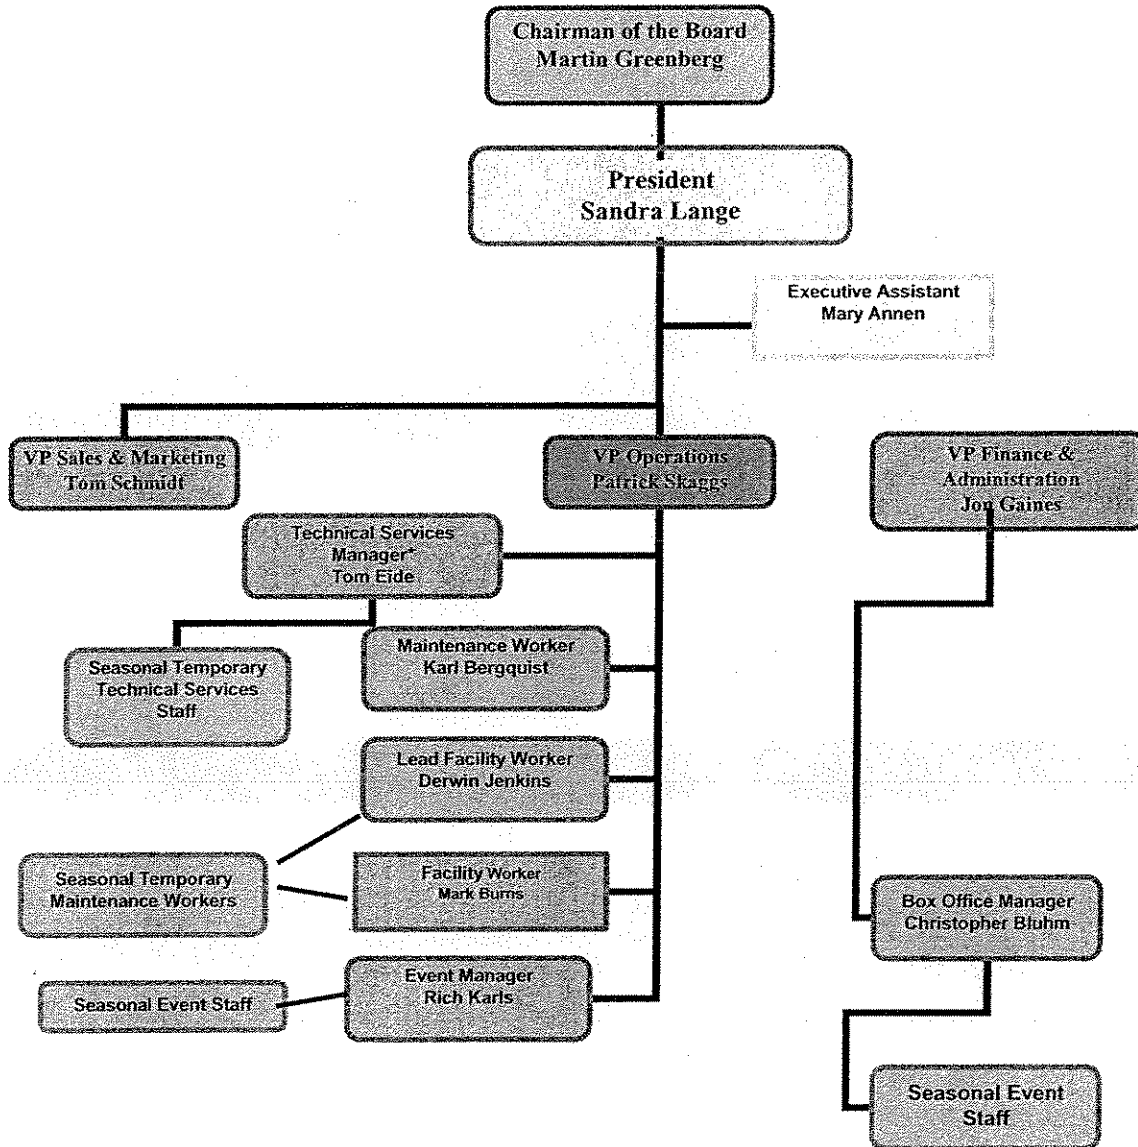 Chairman of the Board
Martin Greenberg
President
Sandra Lange
Executive Assistant
Mary Annen
VP Sales & Marketing
Tom Schmidt
VP Operations
Patrick Skaggs
VP Finance &
Administration
Jon Gaines
Technical Services
Manager*
Tom Eide
Maintenance Worker
Karl Bergquist
Seasonal Temporary
Technical Services
Staff
Lead Facility Worker
Derwin Jenkins
Seasonal Temporary
Maintenance Workers
Facility Worker
Mark Burns
Box Office Manager
Christopher Bluhm
Event Manager
Rich Karls
Seasonal Event Staff
Seasonal Event
Staff